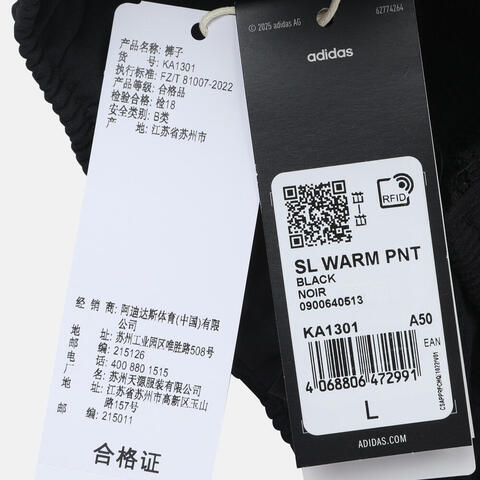 产品名称: 裤子
货 号: KA1301
执行标准: FZ/T 81007-2022
产品等级: 合格品
检验合格: 检18
安全类别: B类
产 地: 江苏省苏州市
经 销 商: 阿迪达斯体育(中国)有限
公司
地 址: 苏州工业园区唯胜路508号
邮 编: 215126
电 话: 400 880 1515
生 产 商: 苏州天源服装有限公司
地 址: 江苏省苏州市高新区玉山
路157号
邮 编: 215011
合格证
© 2025 adidas AG
62774264
adidas
RFID
SL WARM PNT
BLACK
NOIR
0900640513
KA1301
A50
EAN
4 068806 472991
L
ADIDAS.COM